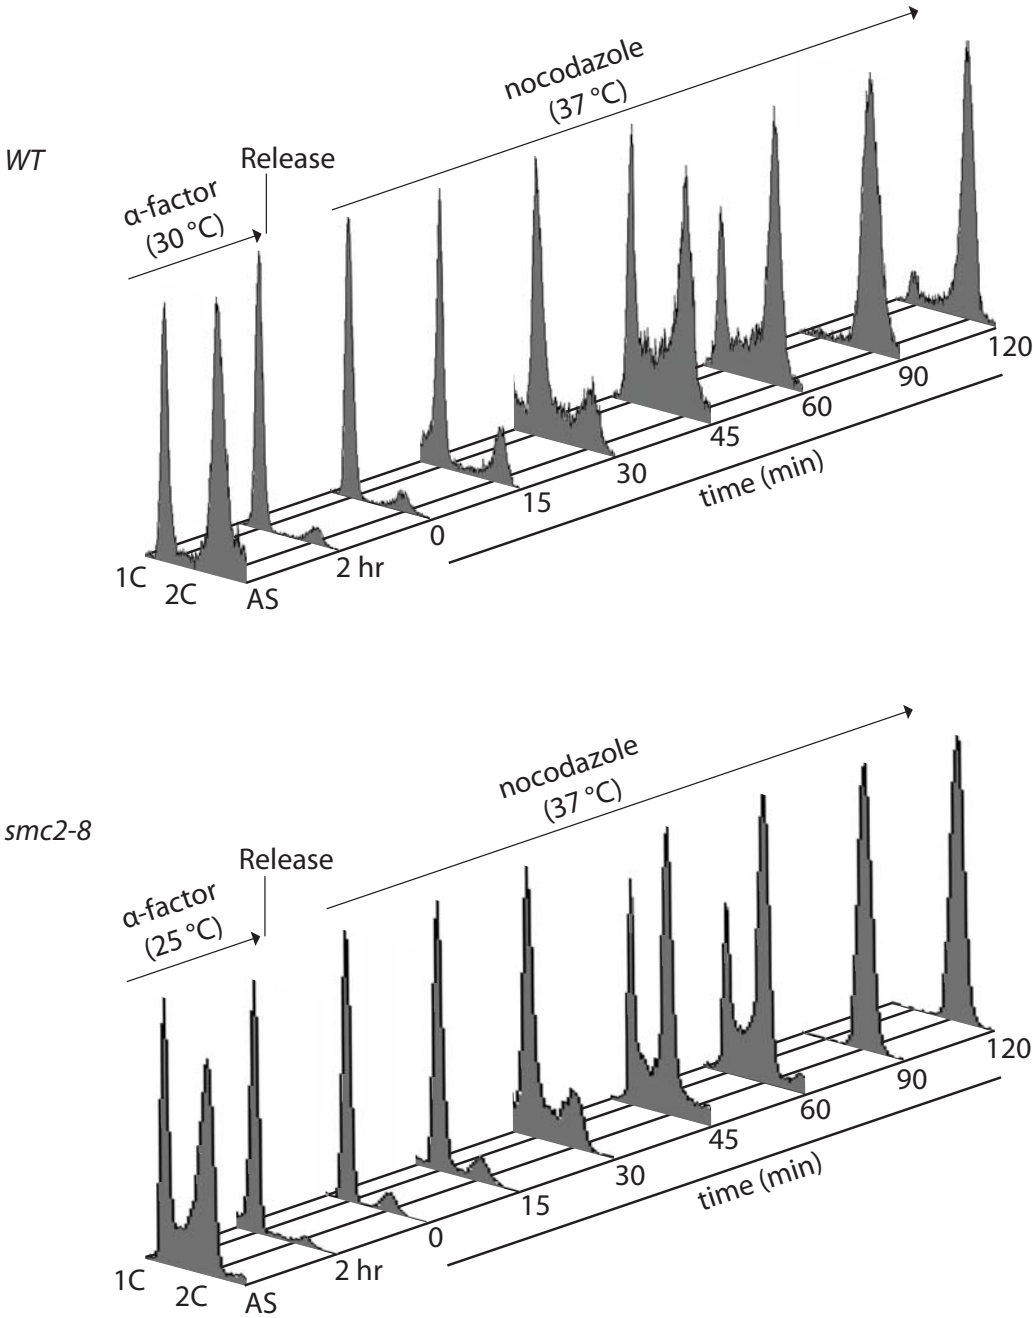 nocodazole
(37 °C)
WT
Release
α-factor
(30 °C)
120
90
60
45
30
15
0
2 hr
AS
1C
2C
time (min)
nocodazole
(37 °C)
smc2-8
Release
α-factor
(25 °C)
120
90
60
45
30
15
0
2 hr
AS
1C
2C
time (min)